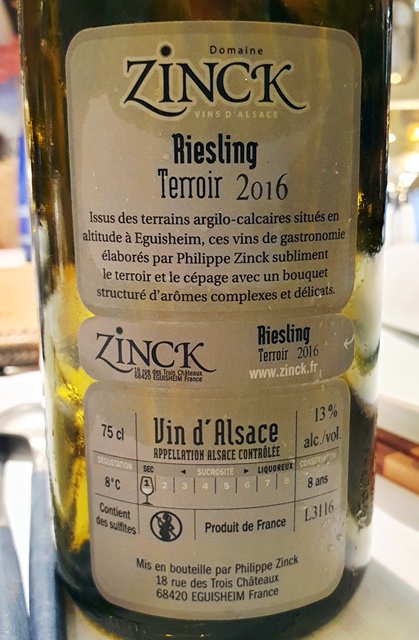 Domaine
ZINCK
VINS D'ALSACE
Riesling
Terroir 2016
Issus des terrains argilo-calcaires situés en
altitude à Eguisheim, ces vins de gastronomie
élaborés par Philippe Zinck subliment
le terroir et le cépage avec un bouquet
structuré d'arômes complexes et délicats.
ZINCK
18 rue des Trois Châteaux
68420 EGUISHEIM France
Riesling
Terroir 2016
www.zinck.fr
75 cl
Vin d'Alsace
APPELLATION ALSACE CONTRÔLÉE
13 %
alc./vol.
DÉGUSTATION
8°C
SEC ◄ SUCROSITÉ ► LIQUOREUX
1 2 3 4 5 6 7 8
8 ans
Contient
des sulfites
Produit de France
L3116
Mis en bouteille par Philippe Zinck
18 rue des Trois Châteaux
68420 EGUISHEIM France